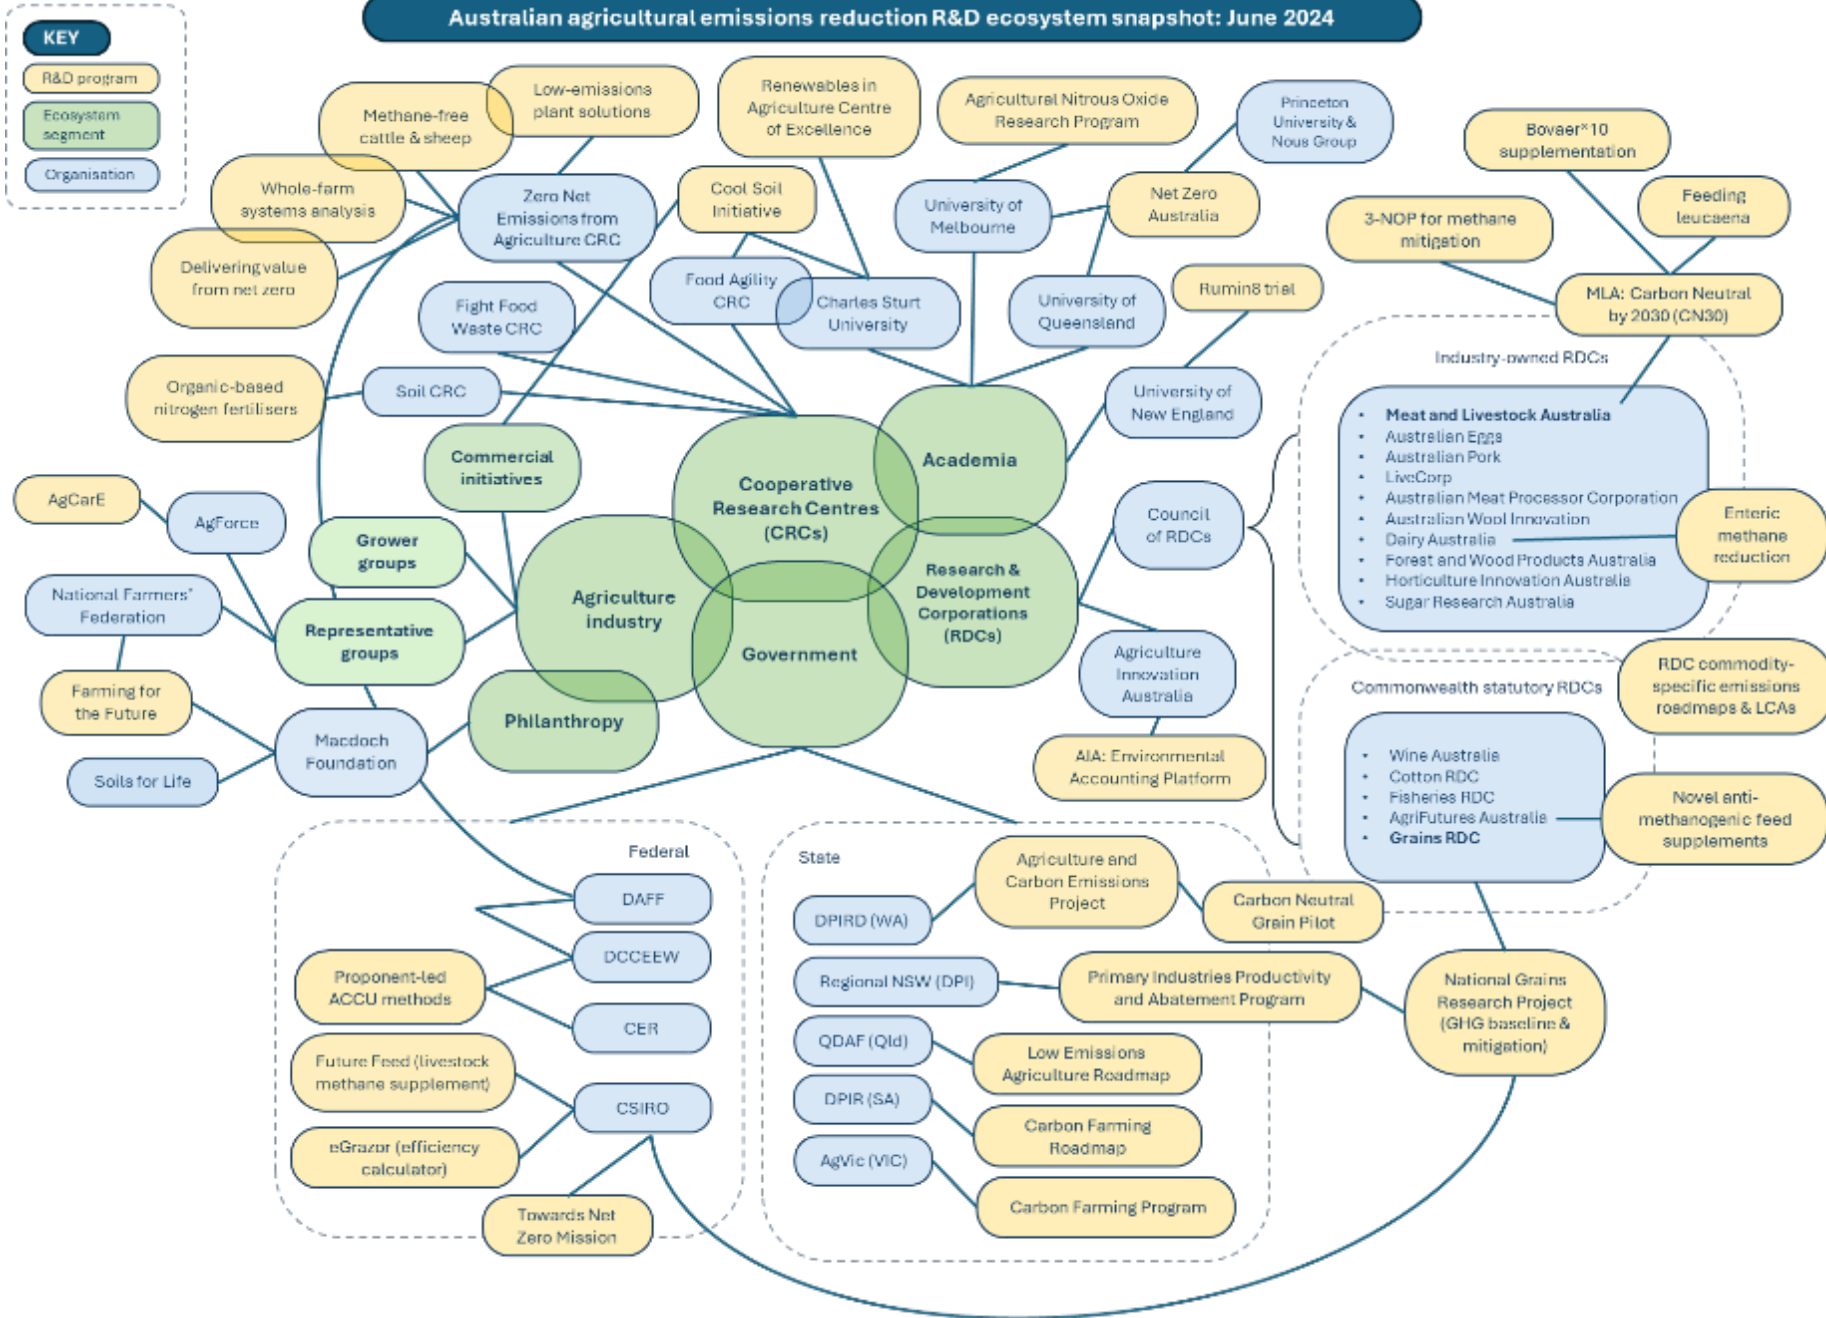 Australian agricultural emissions reduction R&D ecosystem snapshot: June 2024
KEY
R&D program
Ecosystem
segment
Organisation
Methane-free
cattle & sheep
Low-emissions
plant solutions
Renewables in
Agriculture Centre
of Excellence
Agricultural Nitrous Oxide
Research Program
Princeton
University &
Nous Group
Bovaer®10
supplementation
Whole-farm
systems analysis
Zero Net
Emissions from
Agriculture CRC
Cool Soil
Initiative
University of
Melbourne
Net Zero
Australia
3-NOP for methane
mitigation
Feeding
leucaena
Delivering value
from net zero
Fight Food
Waste CRC
Food Agility
CRC
Charles Sturt
University
University of
Queensland
Rumin8 trial
MLA: Carbon Neutral
by 2030 (CN30)
Organic-based
nitrogen fertilisers
Soil CRC
University of
New England
Industry-owned RDCs
• Meat and Livestock Australia
• Australian Eggs
• Australian Pork
• LiveCorp
• Australian Meat Processor Corporation
• Australian Wool Innovation
• Dairy Australia
• Forest and Wood Products Australia
• Horticulture Innovation Australia
• Sugar Research Australia
Enteric
methane
reduction
Commercial
initiatives
Cooperative
Research Centres
(CRCs)
Academia
Council
of RDCs
AgCarE
AgForce
Grower
groups
National Farmers'
Federation
Representative
groups
Agriculture
industry
Research &
Development
Corporations
(RDCs)
Government
Agriculture
Innovation
Australia
Farming for
the Future
Macdoch
Foundation
Philanthropy
Soils for Life
AIA: Environmental
Accounting Platform
Commonwealth statutory RDCs
RDC commodity-
specific emissions
roadmaps & LCAs
• Wine Australia
• Cotton RDC
• Fisheries RDC
• AgriFutures Australia
• Grains RDC
Novel anti-
methanogenic feed
supplements
Federal
DAFF
DCCEEW
Proponent-led
ACCU methods
CER
Future Feed (livestock
methane supplement)
CSIRO
eGrazor (efficiency
calculator)
Towards Net
Zero Mission
State
Agriculture and
Carbon Emissions
Project
DPIRD (WA)
Carbon Neutral
Grain Pilot
Regional NSW (DPI)
Primary Industries Productivity
and Abatement Program
National Grains
Research Project
(GHG baseline &
mitigation)
QDAF (Qld)
Low Emissions
Agriculture Roadmap
DPIR (SA)
Carbon Farming
Roadmap
AgVic (VIC)
Carbon Farming Program